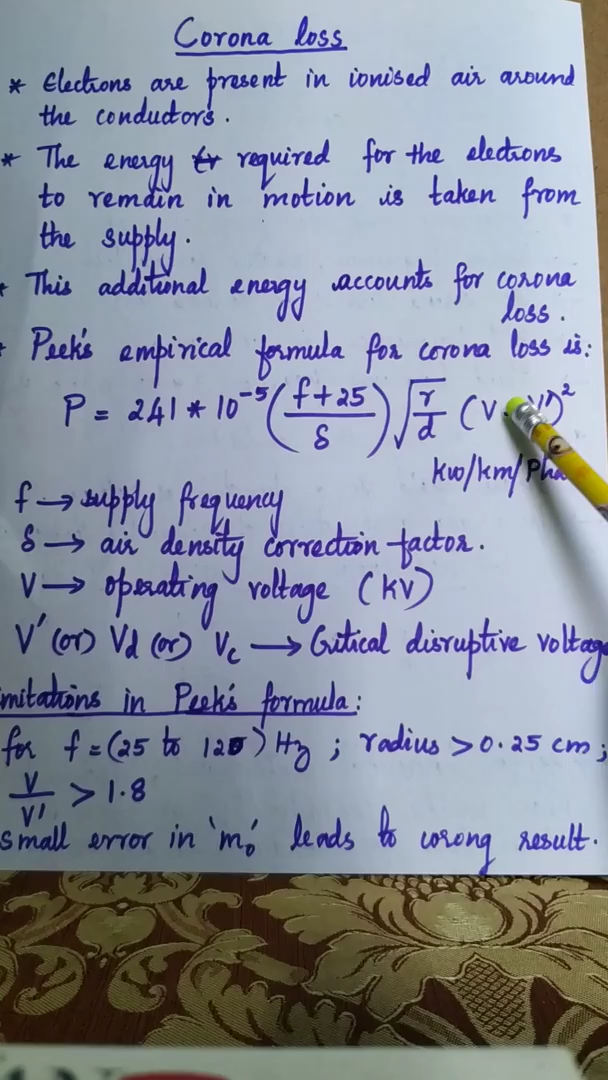 Corona loss
* Electrons are present in ionised air around
the conductors.
* The energy required for the electrons
to remain in motion is taken from
the supply.
* This additional energy accounts for corona
loss.
* Peek's empirical formula for corona loss is:
P = 241 * 10⁻⁵ ((f+25)/δ) √(r/d) (V V')²
kw/km/Pha
f → supply frequency
δ → air density correction factor.
V → operating voltage (KV)
V' (or) Vd (or) Vc → Critical disruptive voltage
mitations in Peek's formula:
for f = (25 to 120) Hz ; radius > 0.25 cm ;
V/V' > 1.8
small error in 'm₀' leads to corong result.